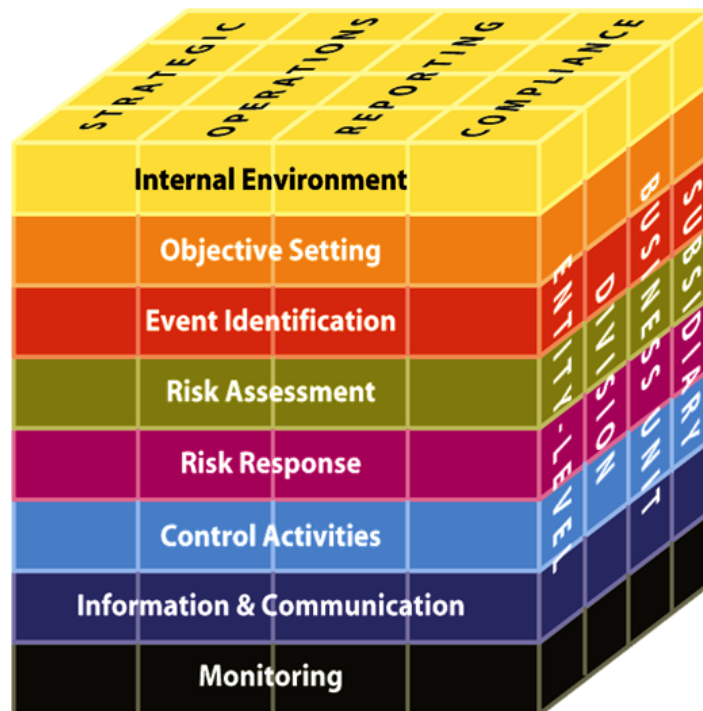 STRATEGIC
OPERATIONS
REPORTING
COMPLIANCE
Internal Environment
Objective Setting
Event Identification
Risk Assessment
Risk Response
Control Activities
Information & Communication
Monitoring
ENTITY-LEVEL
DIVISION
BUSINESS UNIT
SUBSIDIARY